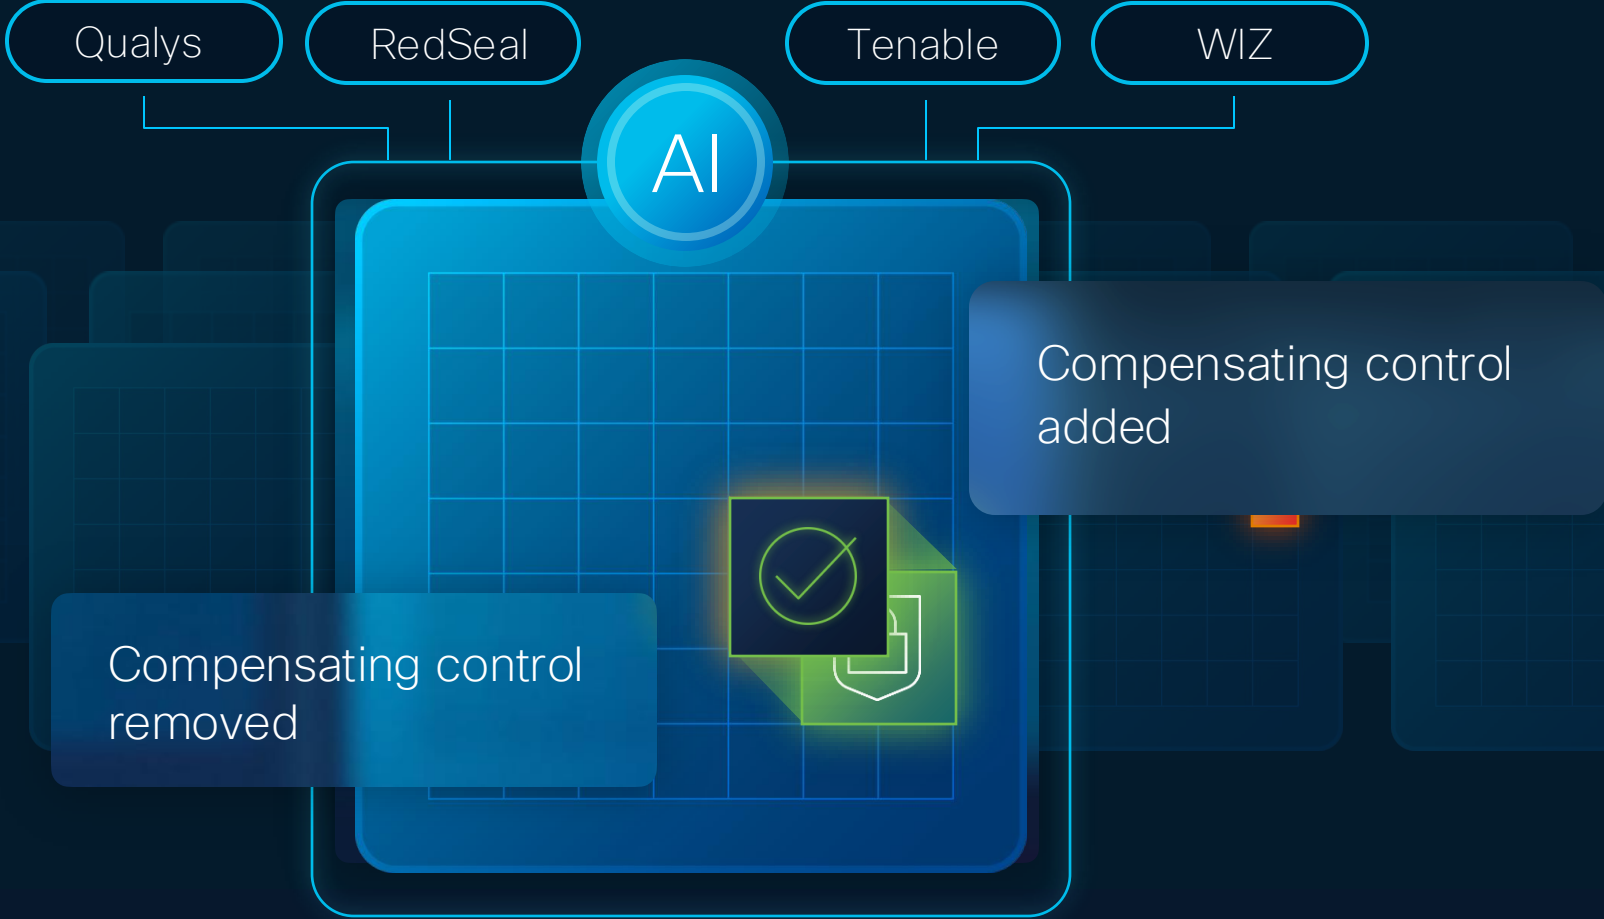 Qualys
RedSeal
Tenable
WIZ
AI
Compensating control
added
Compensating control
removed